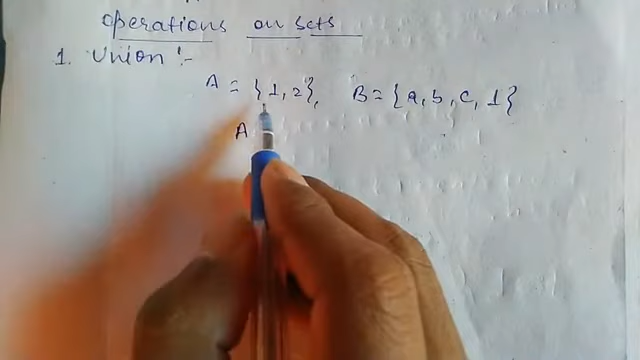 operations on sets
1. Union :-
A = {1, 2}, B = {a, b, c, 1}
A